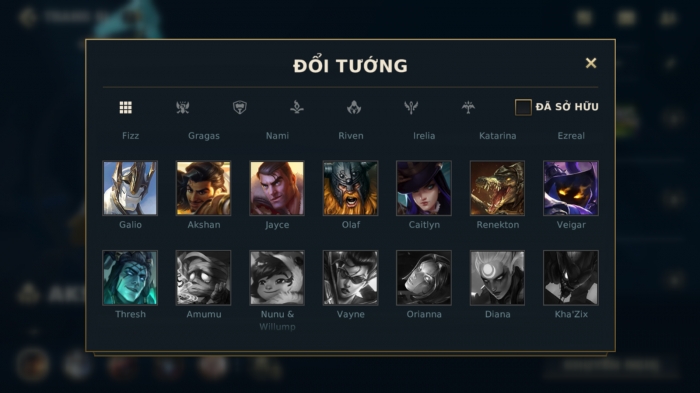 ĐỔI TƯỚNG
ĐÃ SỞ HỮU
Fizz Gragas Nami Riven Irelia Katarina Ezreal
Galio Akshan Jayce Olaf Caitlyn Renekton Veigar
Thresh Amumu Nunu & Vayne Orianna Diana Kha'Zix
Willump